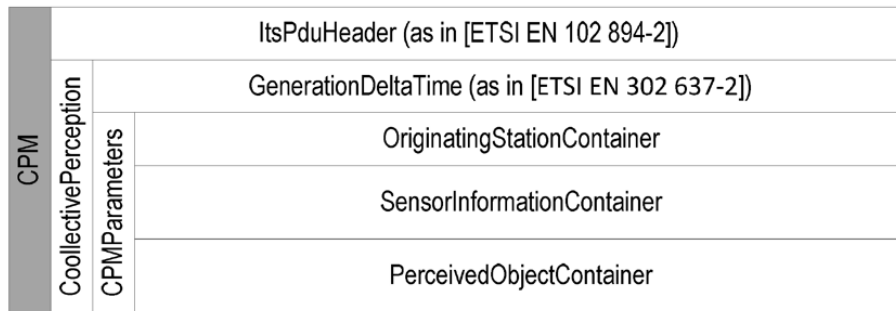 CPM
ItsPduHeader (as in [ETSI EN 102 894-2])
CoollectivePerception
GenerationDeltaTime (as in [ETSI EN 302 637-2])
CPMParameters
OriginatingStationContainer
SensorInformationContainer
PerceivedObjectContainer